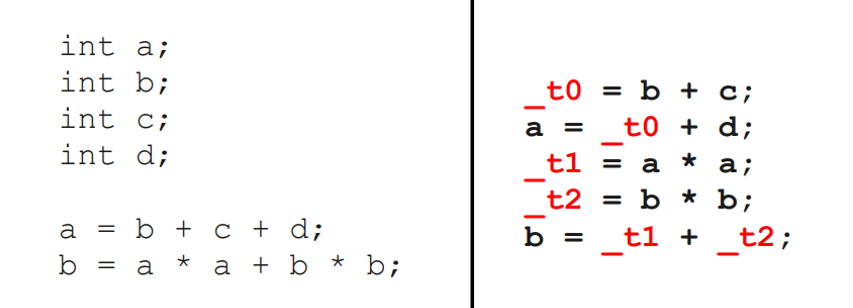 int a;
int b;
int c;
int d;
a = b + c + d;
b = a * a + b * b;
_t0 = b + c;
a = _t0 + d;
_t1 = a * a;
_t2 = b * b;
b = _t1 + _t2;